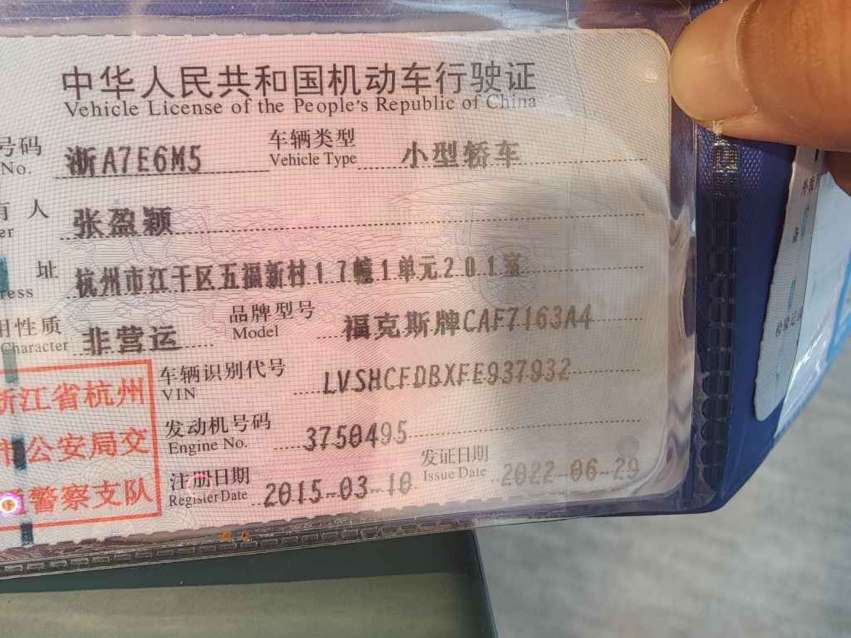 中华人民共和国机动车行驶证
Vehicle License of the People's Republic of China
号码 浙A7E6M5 车辆类型 小型轿车
No. Vehicle Type
有人 张盈颖
er
址 杭州市江干区五福新村17幢1单元201室
ress
用性质 非营运 品牌型号 福克斯牌CAF7163A4
Character Model
浙江省杭州
市公安局交
警察支队
车辆识别代号 LVSHCFDBXFE937932
VIN
发动机号码 3750495
Engine No.
注册日期 2015-03-10 发证日期 2022-06-29
Register Date Issue Date